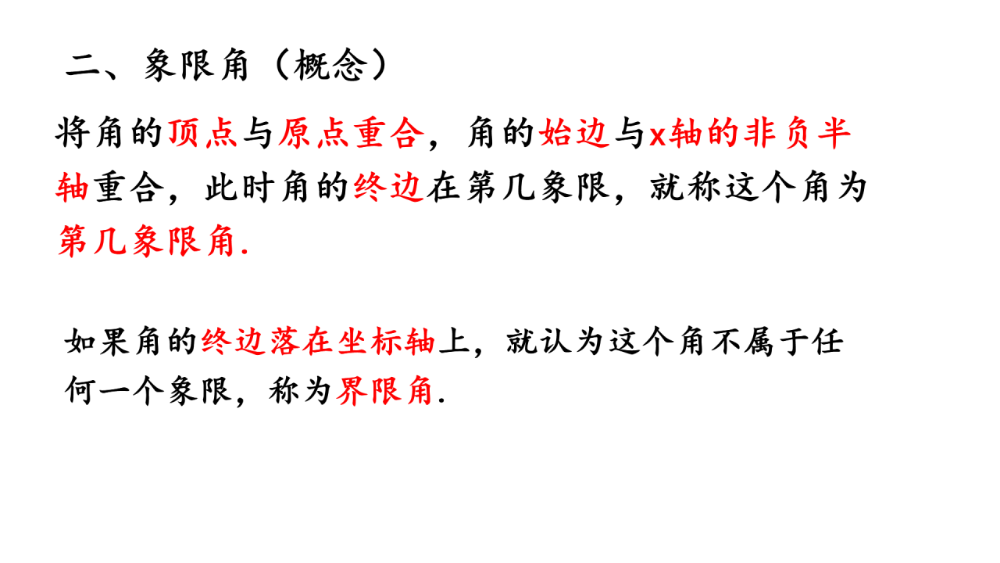 二、象限角（概念）
将角的顶点与原点重合，角的始边与x轴的非负半
轴重合，此时角的终边在第几象限，就称这个角为
第几象限角.
如果角的终边落在坐标轴上，就认为这个角不属于任
何一个象限，称为界限角.